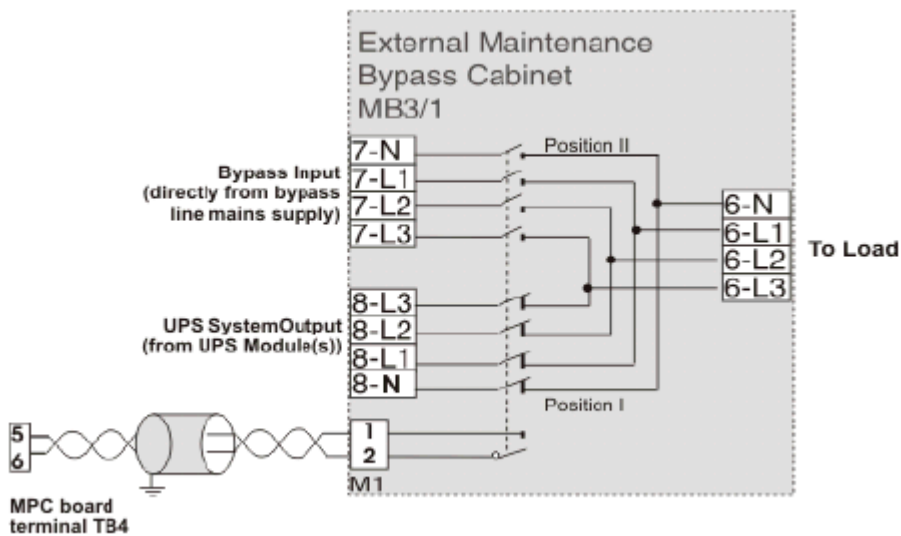 External Maintenance
Bypass Cabinet
MB3/1
Bypass Input
(directly from bypass
line mains supply)
7-N
7-L1
7-L2
7-L3
Position II
6-N
6-L1
6-L2
6-L3
To Load
UPS SystemOutput
(from UPS Module(s))
8-L3
8-L2
8-L1
8-N
Position I
5
6
1
2
M1
MPC board
terminal TB4